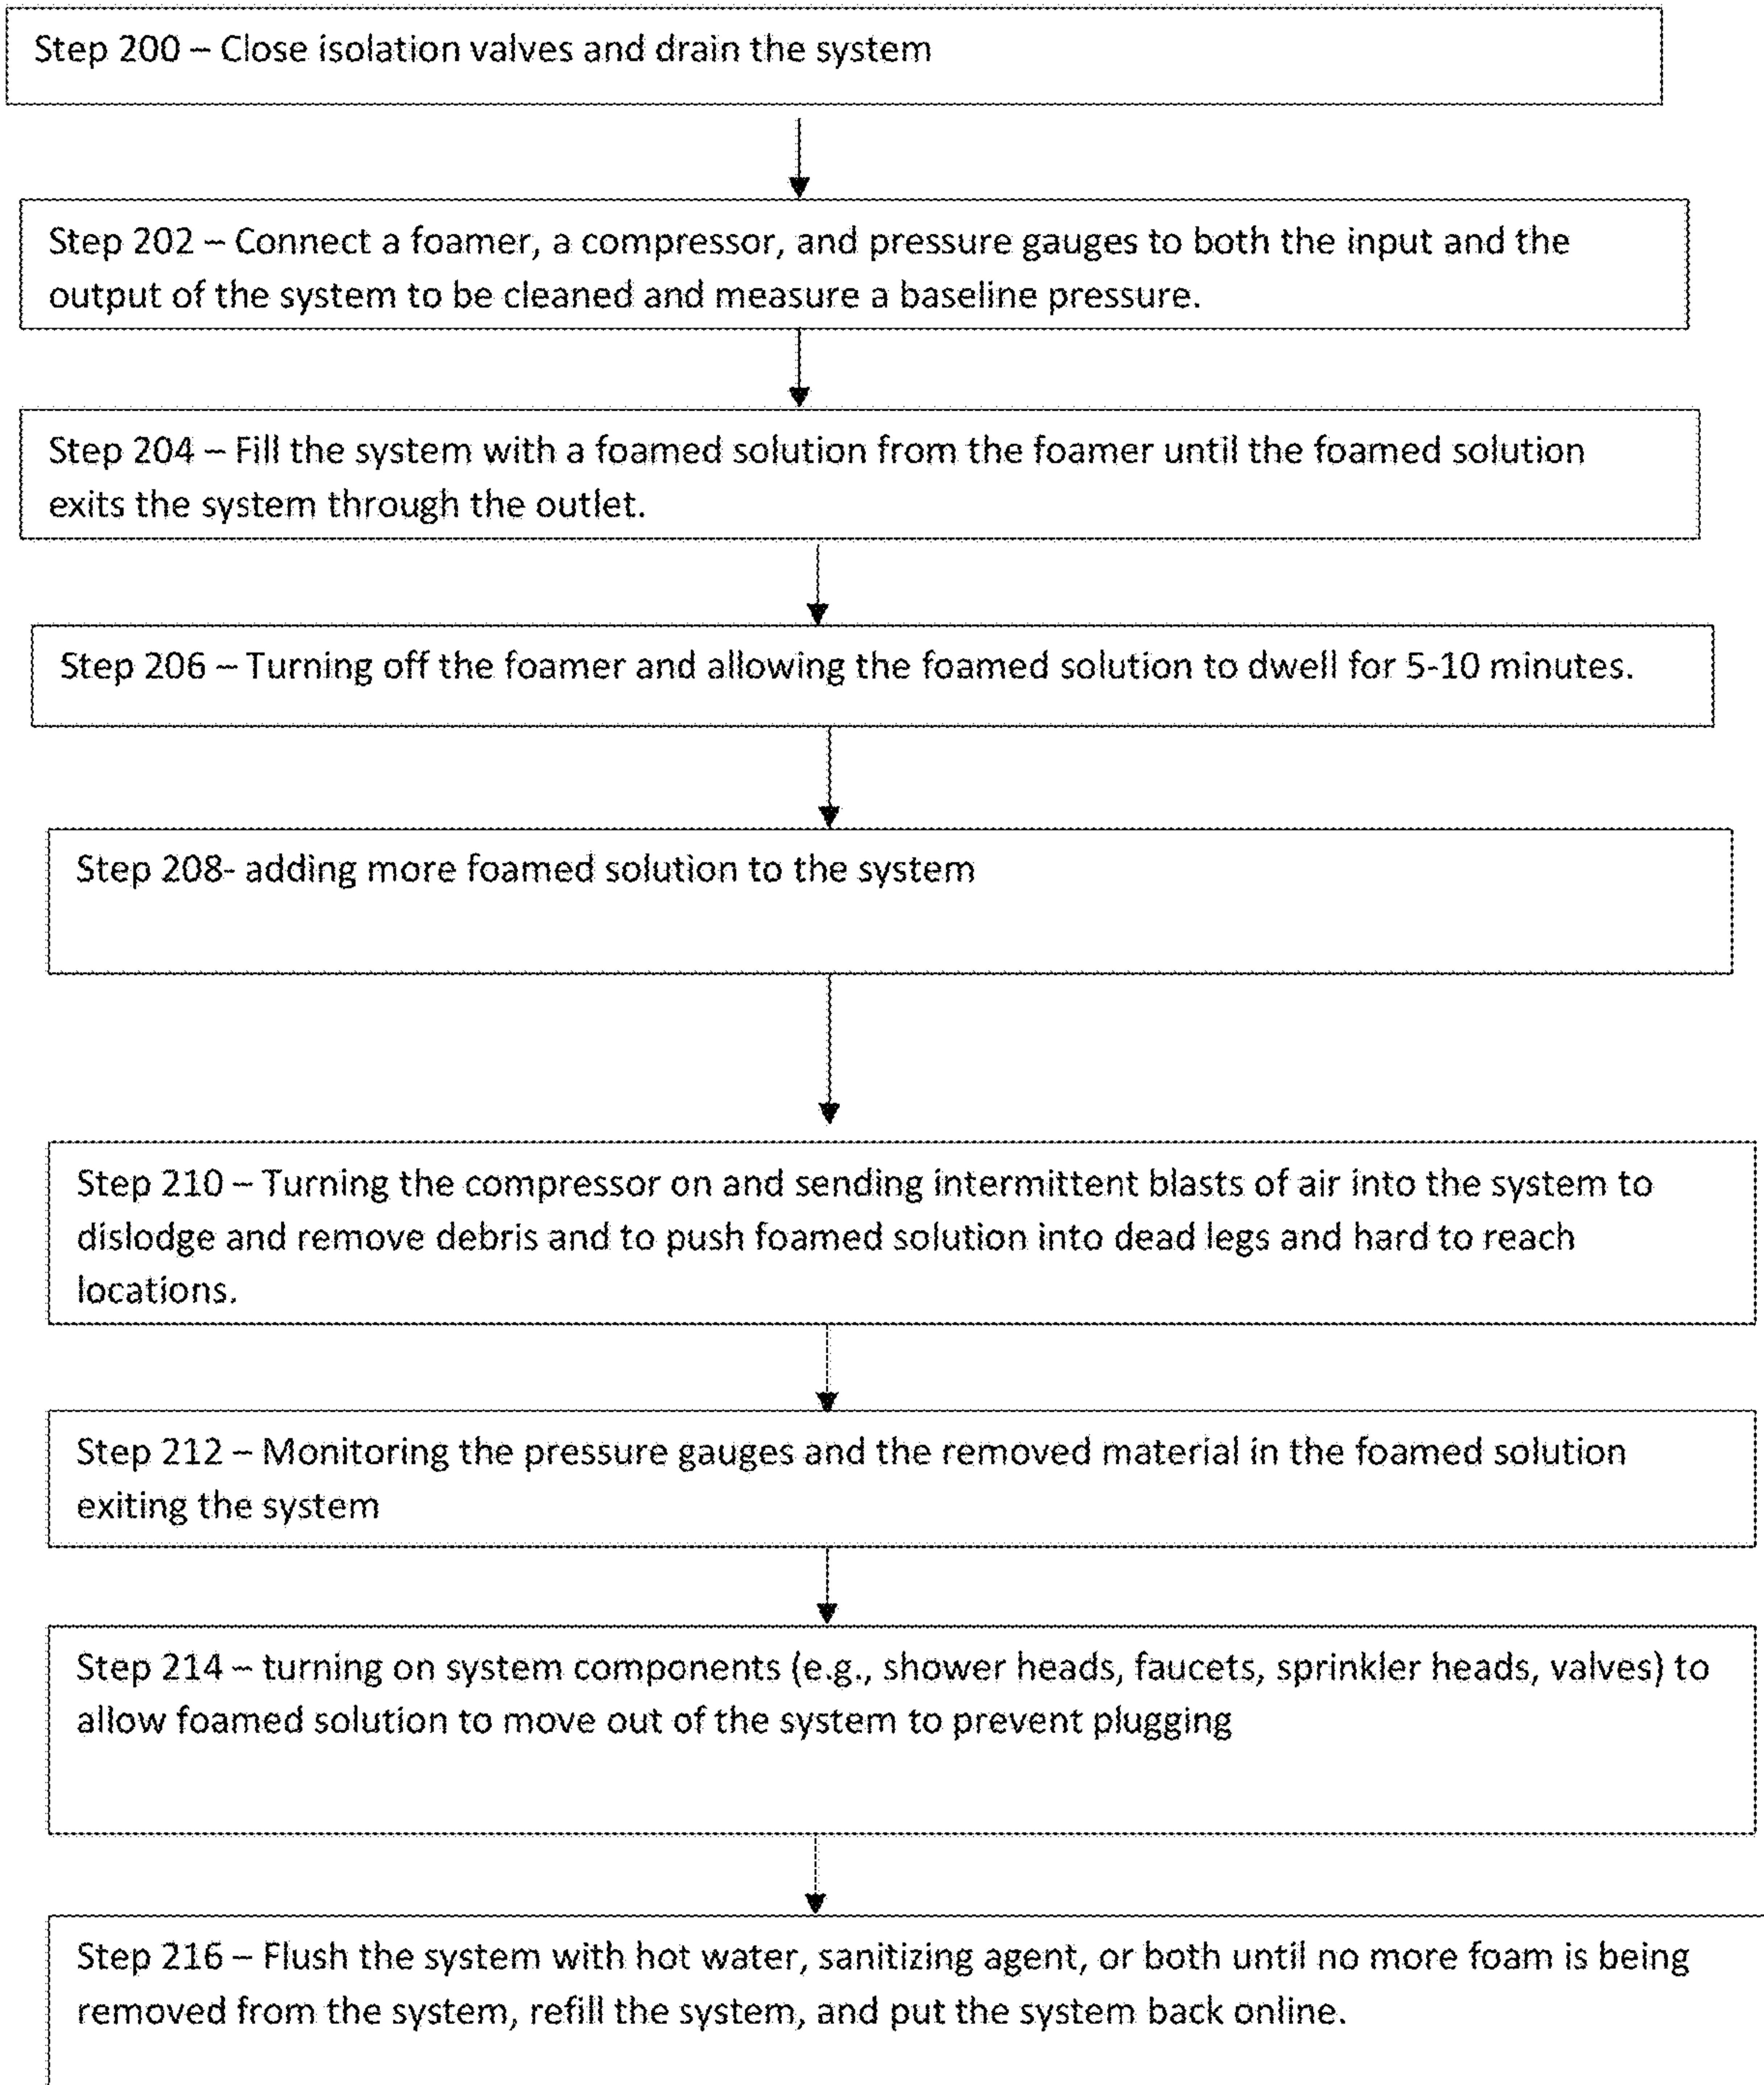 Step 200 – Close isolation valves and drain the system
Step 202 – Connect a foamer, a compressor, and pressure gauges to both the input and the
output of the system to be cleaned and measure a baseline pressure.
Step 204 – Fill the system with a foamed solution from the foamer until the foamed solution
exits the system through the outlet.
Step 206 – Turning off the foamer and allowing the foamed solution to dwell for 5-10 minutes.
Step 208- adding more foamed solution to the system
Step 210 – Turning the compressor on and sending intermittent blasts of air into the system to
dislodge and remove debris and to push foamed solution into dead legs and hard to reach
locations.
Step 212 – Monitoring the pressure gauges and the removed material in the foamed solution
exiting the system
Step 214 – turning on system components (e.g., shower heads, faucets, sprinkler heads, valves) to
allow foamed solution to move out of the system to prevent plugging
Step 216 – Flush the system with hot water, sanitizing agent, or both until no more foam is being
removed from the system, refill the system, and put the system back online.